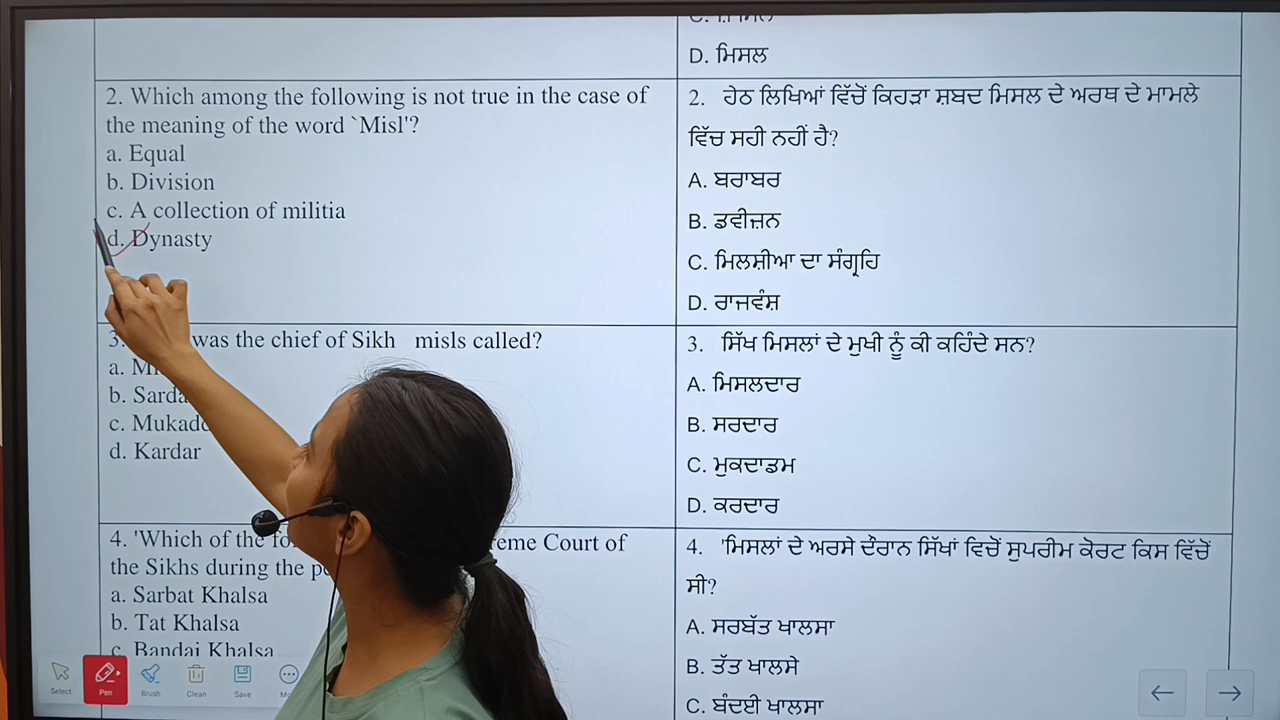 D. ਮਿਸਲ
2. Which among the following is not true in the case of
the meaning of the word `Misl'?
a. Equal
b. Division
c. A collection of militia
d. Dynasty
2. ਹੇਠ ਲਿਖਿਆਂ ਵਿੱਚੋਂ ਕਿਹੜਾ ਸ਼ਬਦ ਮਿਸਲ ਦੇ ਅਰਥ ਦੇ ਮਾਮਲੇ
ਵਿੱਚ ਸਹੀ ਨਹੀਂ ਹੈ?
A. ਬਰਾਬਰ
B. ਡਵੀਜ਼ਨ
C. ਮਿਲਸ਼ੀਆ ਦਾ ਸੰਗ੍ਰਹਿ
D. ਰਾਜਵੰਸ਼
3. was the chief of Sikh misls called?
a.
b.
c.
d. Kardar
3. ਸਿੱਖ ਮਿਸਲਾਂ ਦੇ ਮੁਖੀ ਨੂੰ ਕੀ ਕਹਿੰਦੇ ਸਨ?
A. ਮਿਸਲਦਾਰ
B. ਸਰਦਾਰ
C. ਮੁਕਦਾਡਮ
D. ਕਰਦਾਰ
4. 'Which of the Court of
the Sikhs during the
a. Sarbat Khalsa
b. Tat Khalsa
c. Bandai Khalsa
4. 'ਮਿਸਲਾਂ ਦੇ ਅਰਸੇ ਦੌਰਾਨ ਸਿੱਖਾਂ ਵਿਚੋਂ ਸੁਪਰੀਮ ਕੋਰਟ ਕਿਸ ਵਿੱਚੋਂ
ਸੀ?
A. ਸਰਬੱਤ ਖਾਲਸਾ
B. ਤੱਤ ਖਾਲਸੇ
C. ਬੰਦਈ ਖਾਲਸਾ
Select Pen Brush Clean Save